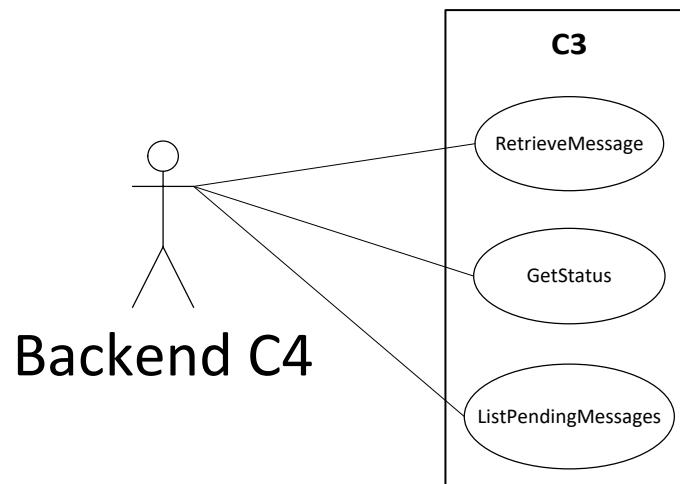 C3
RetrieveMessage
GetStatus
Backend C4
ListPendingMessages